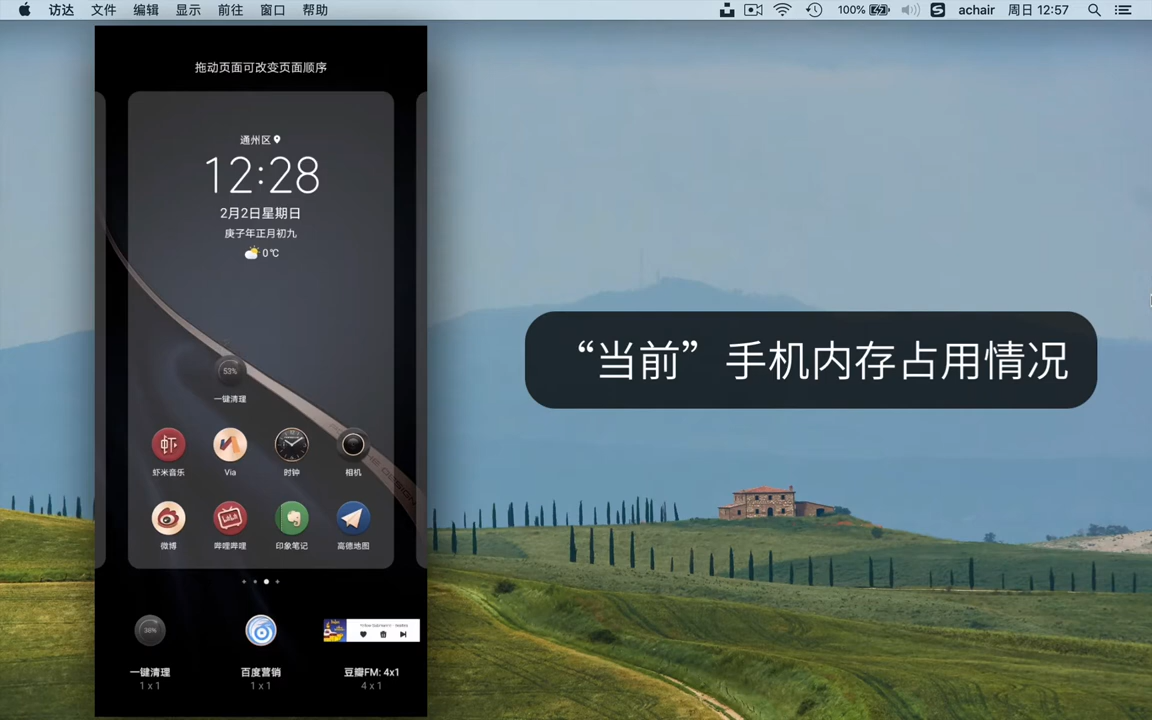 访达 文件 编辑 显示 前往 窗口 帮助 100% achair 周日 12:57
拖动页面可改变页面顺序
通州区
12:28
2月2日星期日
庚子年正月初九
0℃
“当前”手机内存占用情况
53%
一键清理
虾米音乐 Via 时钟 相机
微博 哔哩哔哩 印象笔记 高德地图
38%
一键清理 百度营销 豆瓣FM: 4x1
1 x 1 1 x 1 4 x 1